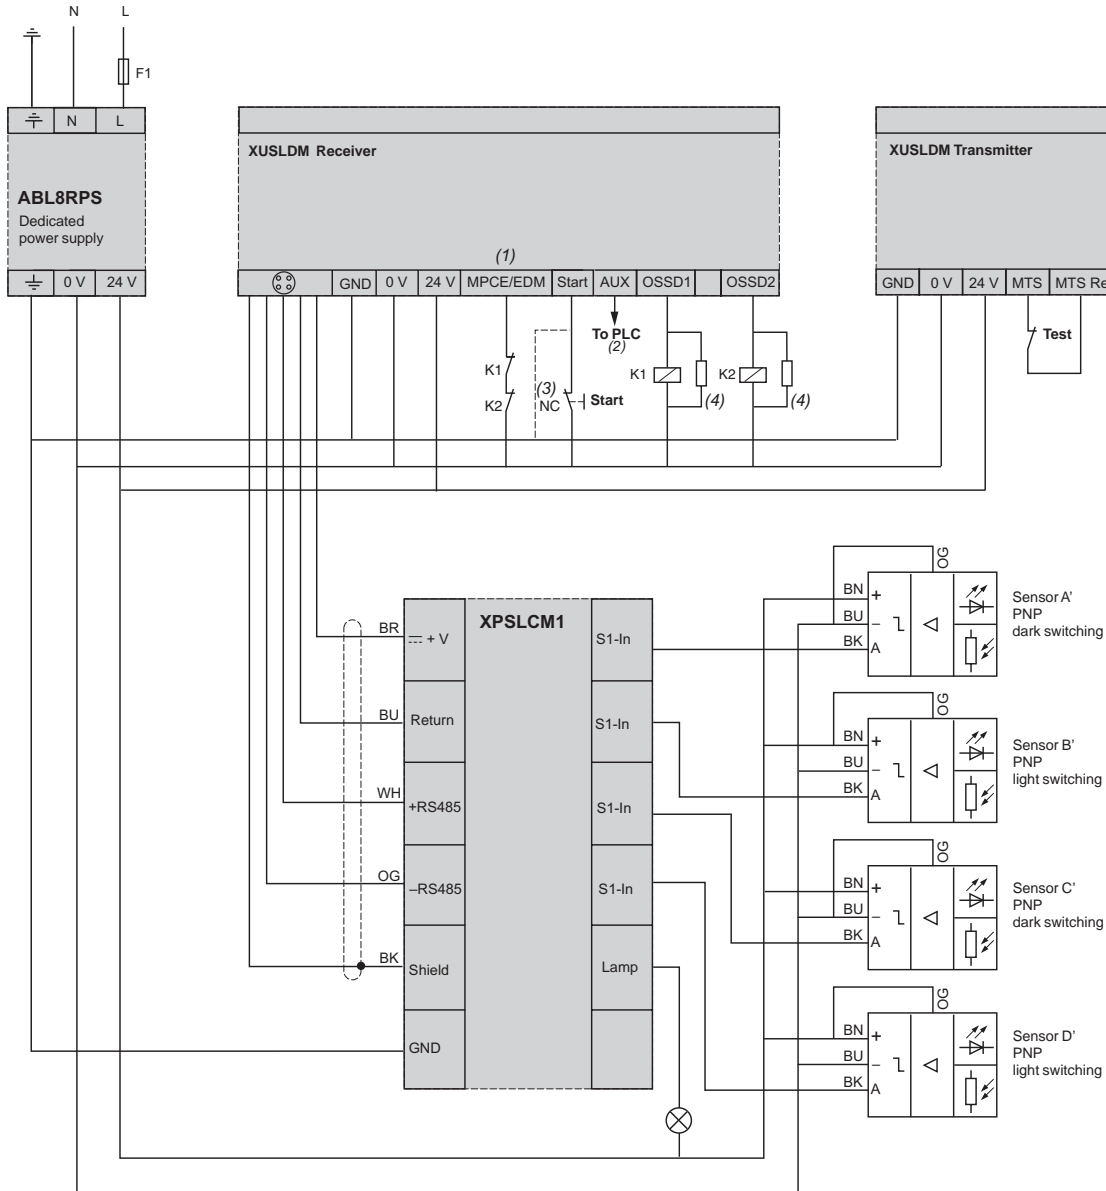 N L
F1
N L
ABL8RPS
Dedicated
power supply
0 V 24 V
XUSLDM Receiver
(1)
GND 0 V 24 V MPCE/EDM Start AUX OSSD1 OSSD2
XUSLDM Transmitter
GND 0 V 24 V MTS MTS Re
To PLC
(2)
Test
K1
K2
(3)
NC
Start
K1
(4)
K2
(4)
XPSLCM1
BR + V S1-In
BU Return S1-In
WH +RS485 S1-In
OG –RS485 S1-In
BK Shield Lamp
GND
OG
BN +
BU –
BK A
Sensor A'
PNP
dark switching
OG
BN +
BU –
BK A
Sensor B'
PNP
light switching
OG
BN +
BU –
BK A
Sensor C'
PNP
dark switching
OG
BN +
BU –
BK A
Sensor D'
PNP
light switching